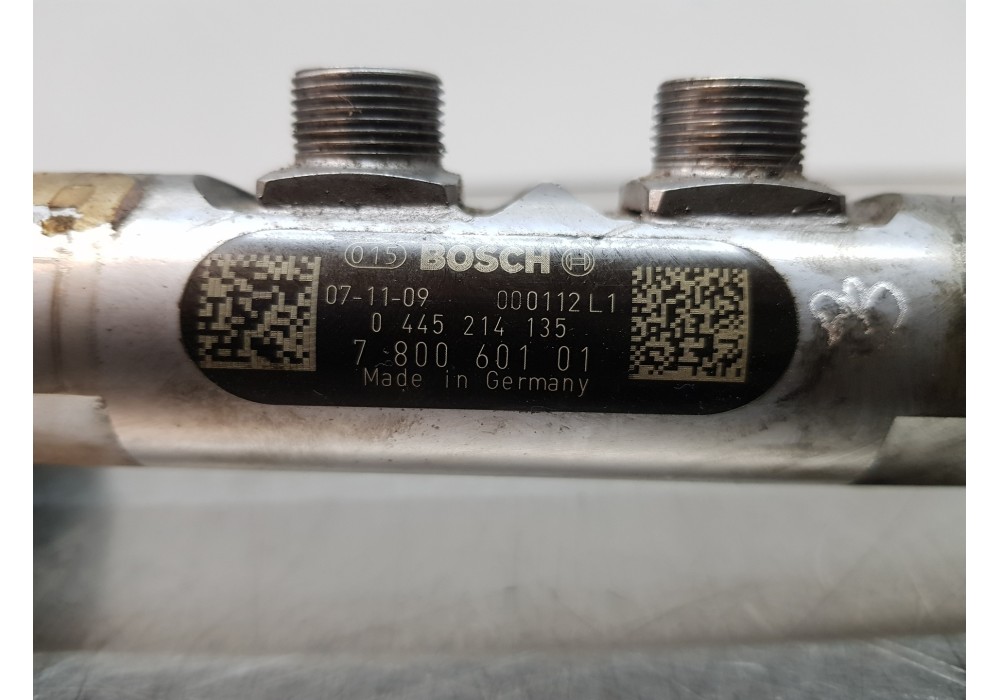 015 BOSCH
07-11-09 000112 L1
0 445 214 135
7 800 601 01
Made in Germany